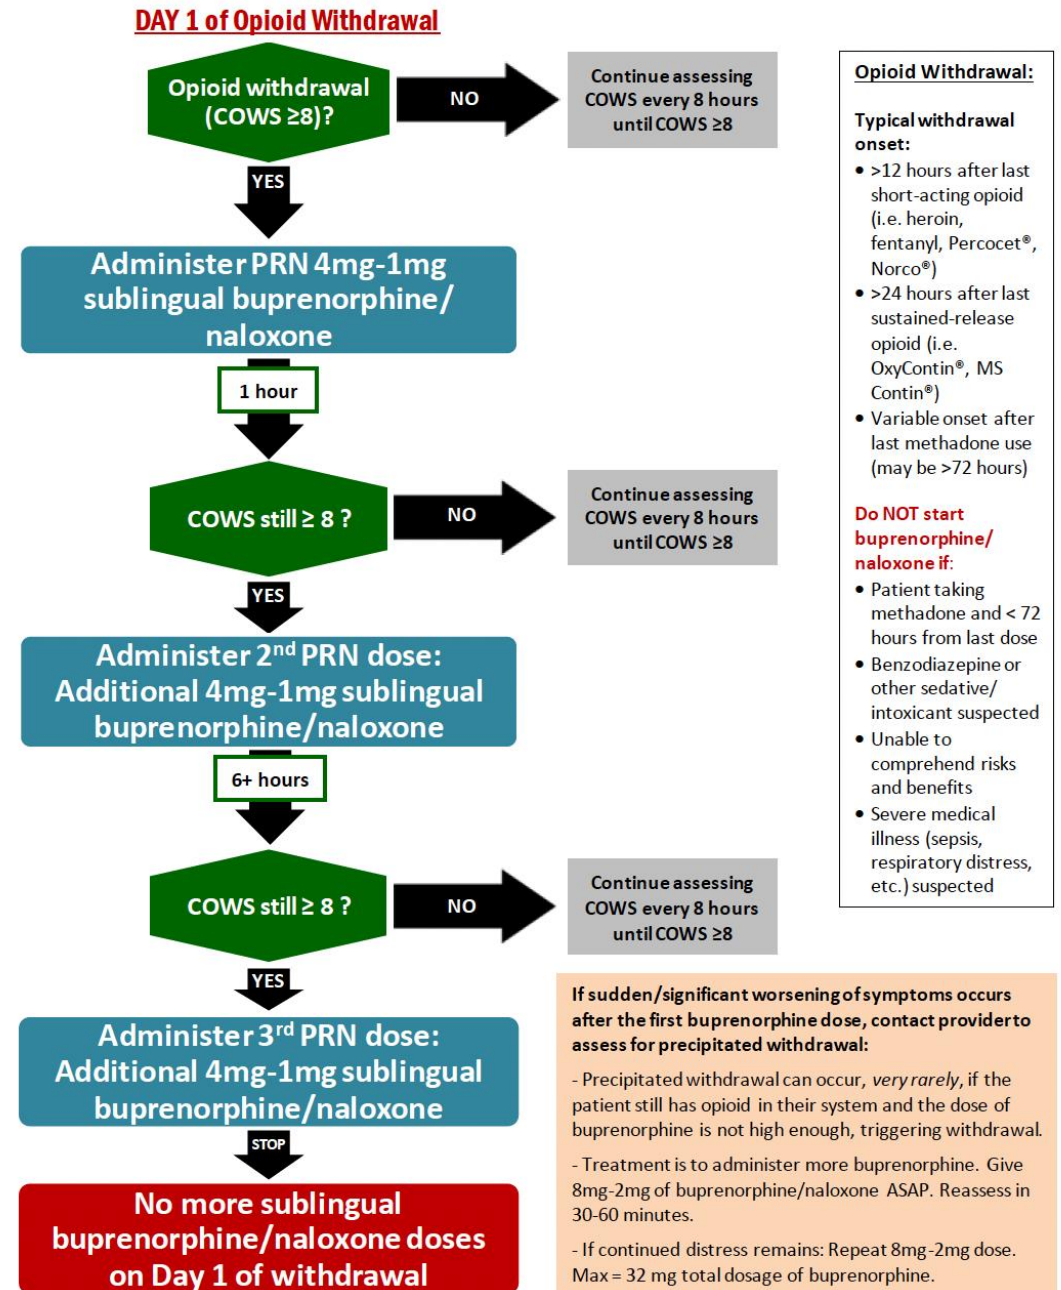 DAY 1 of Opioid Withdrawal
Opioid withdrawal
(COWS ≥8)?
NO
Continue assessing
COWS every 8 hours
until COWS ≥8
YES
Administer PRN 4mg-1mg
sublingual buprenorphine/
naloxone
1 hour
COWS still ≥ 8 ?
NO
Continue assessing
COWS every 8 hours
until COWS ≥8
YES
Administer 2nd PRN dose:
Additional 4mg-1mg sublingual
buprenorphine/naloxone
6+ hours
COWS still ≥ 8 ?
NO
Continue assessing
COWS every 8 hours
until COWS ≥8
YES
Administer 3rd PRN dose:
Additional 4mg-1mg sublingual
buprenorphine/naloxone
STOP
No more sublingual
buprenorphine/naloxone doses
on Day 1 of withdrawal
Opioid Withdrawal:
Typical withdrawal
onset:
• >12 hours after last
short-acting opioid
(i.e. heroin,
fentanyl, Percocet®,
Norco®)
• >24 hours after last
sustained-release
opioid (i.e.
OxyContin®, MS
Contin®)
• Variable onset after
last methadone use
(may be >72 hours)
Do NOT start
buprenorphine/
naloxone if:
• Patient taking
methadone and < 72
hours from last dose
• Benzodiazepine or
other sedative/
intoxicant suspected
• Unable to
comprehend risks
and benefits
• Severe medical
illness (sepsis,
respiratory distress,
etc.) suspected
If sudden/significant worsening of symptoms occurs
after the first buprenorphine dose, contact provider to
assess for precipitated withdrawal:
- Precipitated withdrawal can occur, very rarely, if the
patient still has opioid in their system and the dose of
buprenorphine is not high enough, triggering withdrawal.
- Treatment is to administer more buprenorphine. Give
8mg-2mg of buprenorphine/naloxone ASAP. Reassess in
30-60 minutes.
- If continued distress remains: Repeat 8mg-2mg dose.
Max = 32 mg total dosage of buprenorphine.